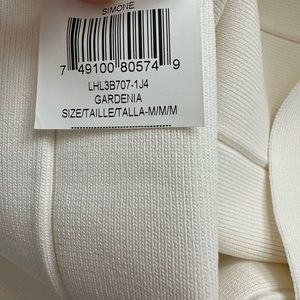 SIMONE
7 49100 80574 9
LHL3B707-1J4
GARDENIA
SIZE/TAILLE/TALLA-M/M/M